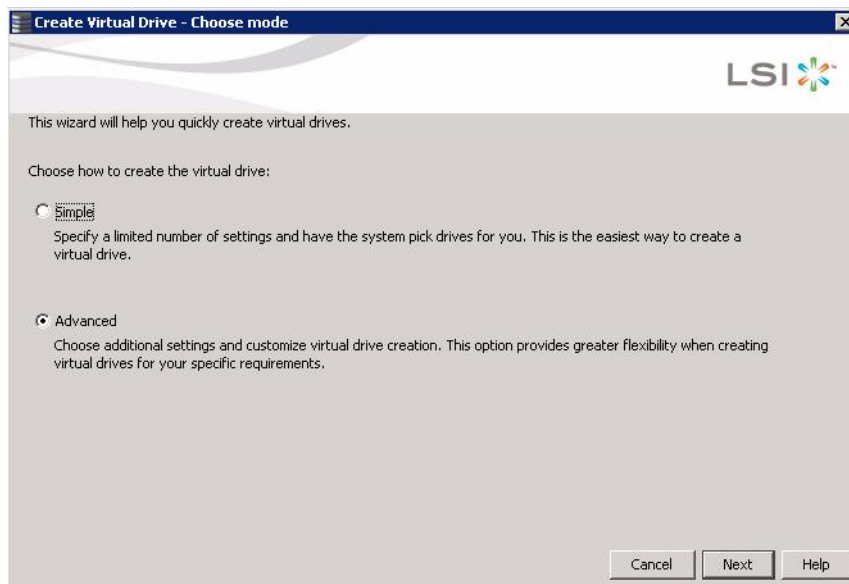 Create Virtual Drive - Choose mode
LSI
This wizard will help you quickly create virtual drives.
Choose how to create the virtual drive:
Simple
Specify a limited number of settings and have the system pick drives for you. This is the easiest way to create a
virtual drive.
Advanced
Choose additional settings and customize virtual drive creation. This option provides greater flexibility when creating
virtual drives for your specific requirements.
Cancel Next Help